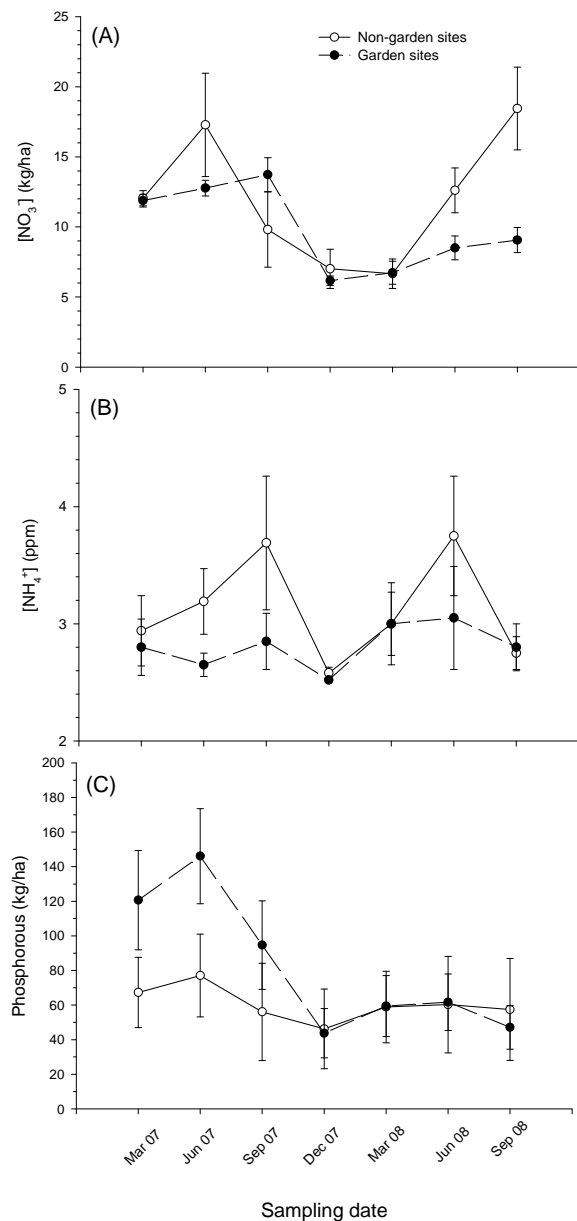 (A)
Non-garden sites
Garden sites
25
20
15
10
5
0
[NO3] (kg/ha)
(B)
5
4
3
2
[NH4+] (ppm)
(C)
200
180
160
140
120
100
80
60
40
20
0
Phosphorous (kg/ha)
Mar 07
Jun 07
Sep 07
Dec 07
Mar 08
Jun 08
Sep 08
Sampling date